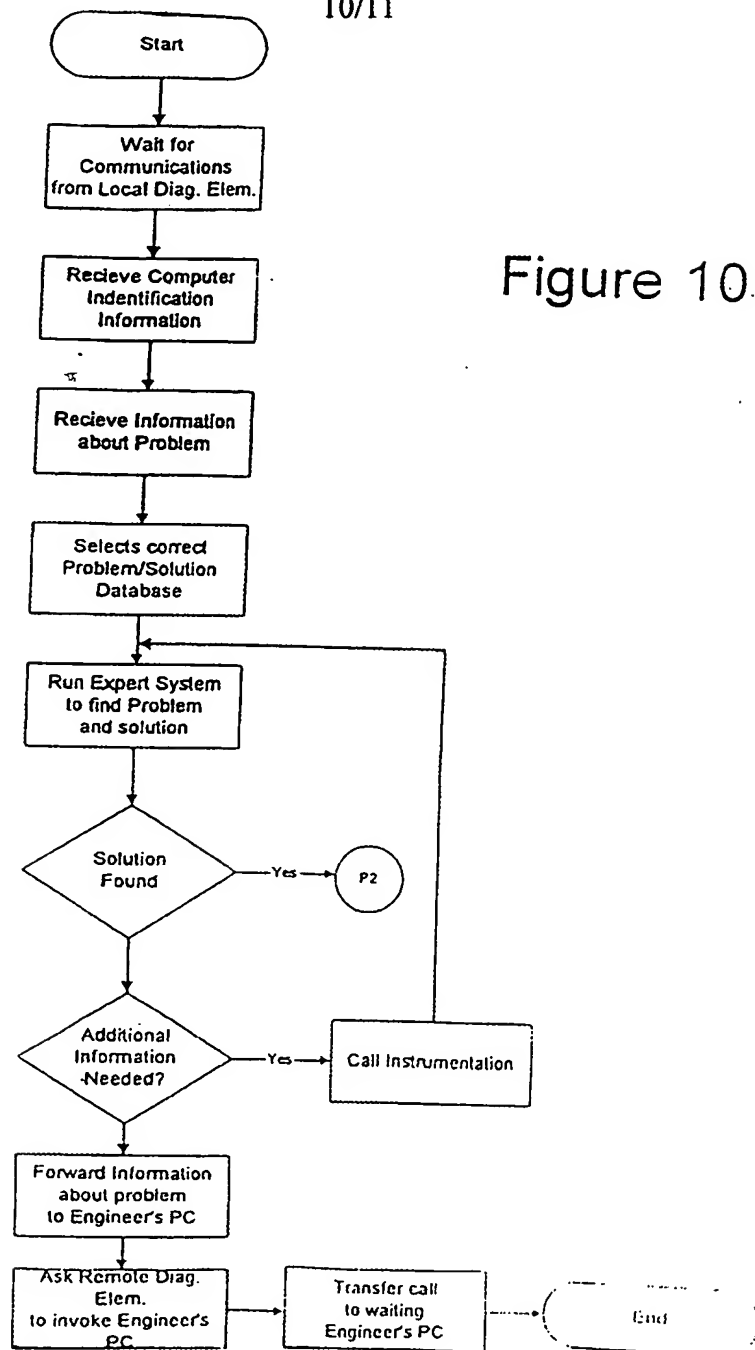 10/11
Start
Wait for
Communications
from Local Diag. Elem.
Recieve Computer
Indentification
Information
Figure 10.
Recieve Information
about Problem
Selects correct
Problem/Solution
Database
Run Expert System
to find Problem
and solution
Solution
Found
Yes
P2
Additional
Information
Needed?
Yes
Call Instrumentation
Forward Information
about problem
to Engineer's PC
Ask Remote Diag.
Elem.
to invoke Engineer's
PC
Transfer call
to waiting
Engineer's PC
End